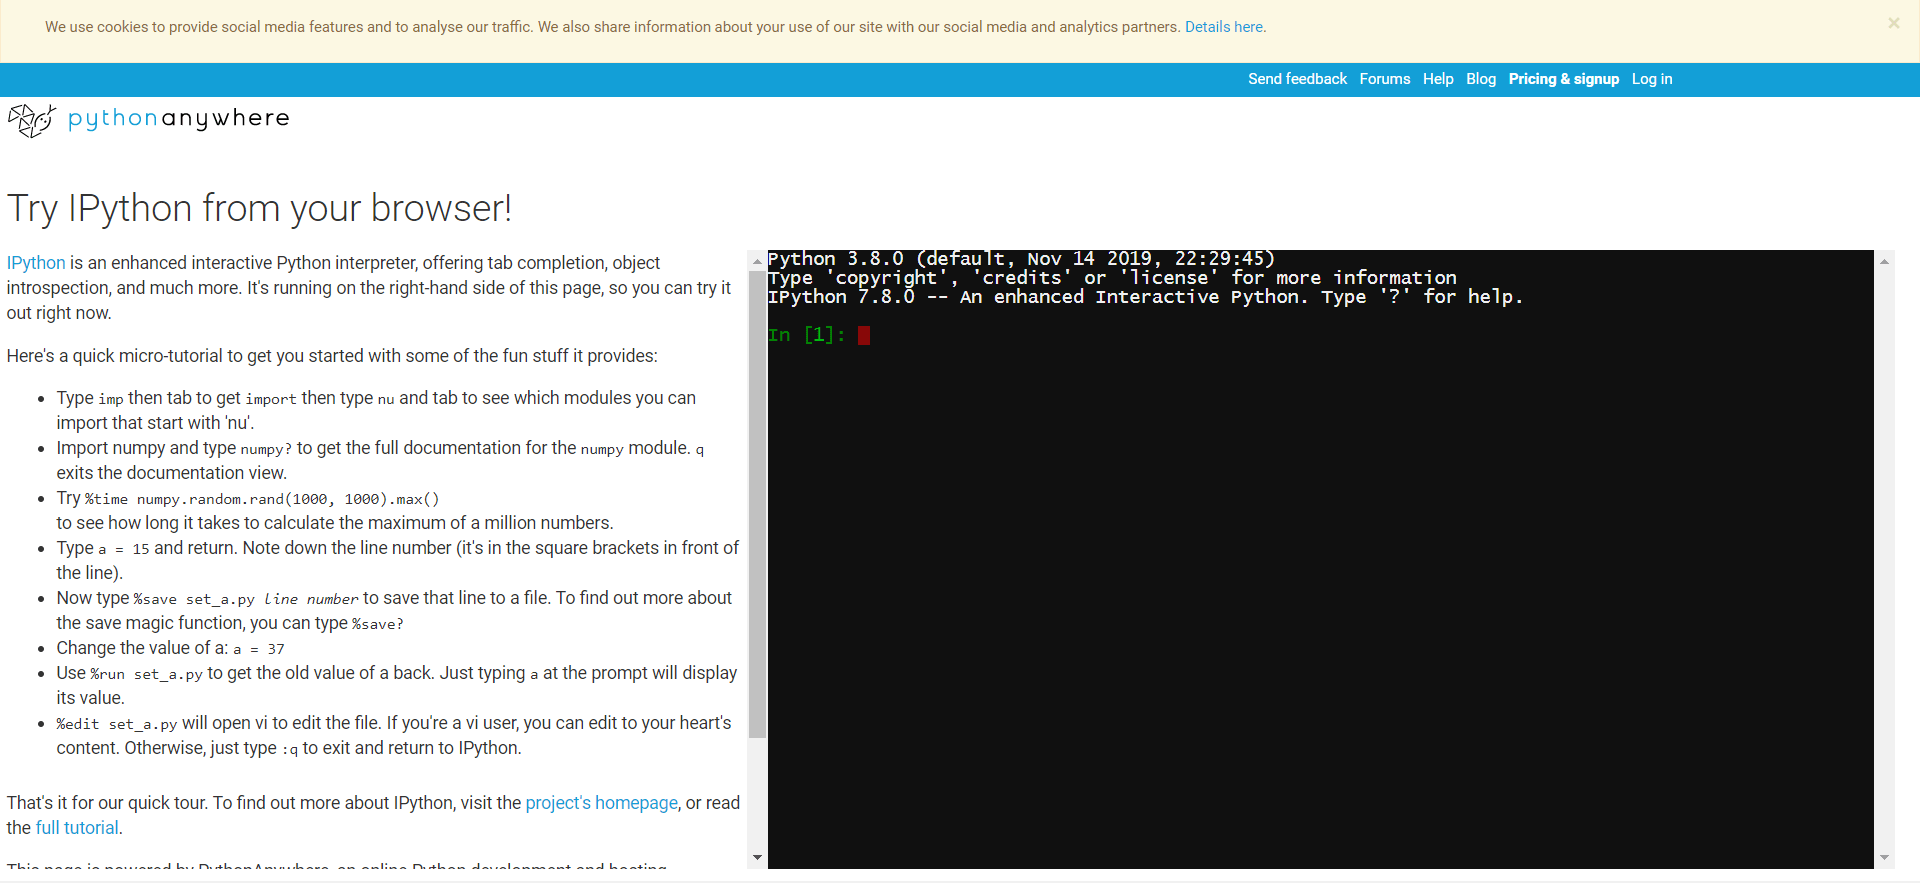 We use cookies to provide social media features and to analyse our traffic. We also share information about your use of our site with our social media and analytics partners. Details here.
×
Send feedback Forums Help Blog Pricing & signup Log in
pythonanywhere
Try IPython from your browser!
IPython is an enhanced interactive Python interpreter, offering tab completion, object
introspection, and much more. It's running on the right-hand side of this page, so you can try it
out right now.
Here's a quick micro-tutorial to get you started with some of the fun stuff it provides:
• Type imp then tab to get import then type nu and tab to see which modules you can
import that start with 'nu'.
• Import numpy and type numpy? to get the full documentation for the numpy module. q
exits the documentation view.
• Try %time numpy.random.rand(1000, 1000).max()
to see how long it takes to calculate the maximum of a million numbers.
• Type a = 15 and return. Note down the line number (it's in the square brackets in front of
the line).
• Now type %save set_a.py line number to save that line to a file. To find out more about
the save magic function, you can type %save?
• Change the value of a: a = 37
• Use %run set_a.py to get the old value of a back. Just typing a at the prompt will display
its value.
• %edit set_a.py will open vi to edit the file. If you're a vi user, you can edit to your heart's
content. Otherwise, just type :q to exit and return to IPython.
That's it for our quick tour. To find out more about IPython, visit the project's homepage, or read
the full tutorial.
This page is powered by PythonAnywhere, an online Python development and hosting
Python 3.8.0 (default, Nov 14 2019, 22:29:45)
Type 'copyright', 'credits' or 'license' for more information
IPython 7.8.0 -- An enhanced Interactive Python. Type '?' for help.
In [1]: